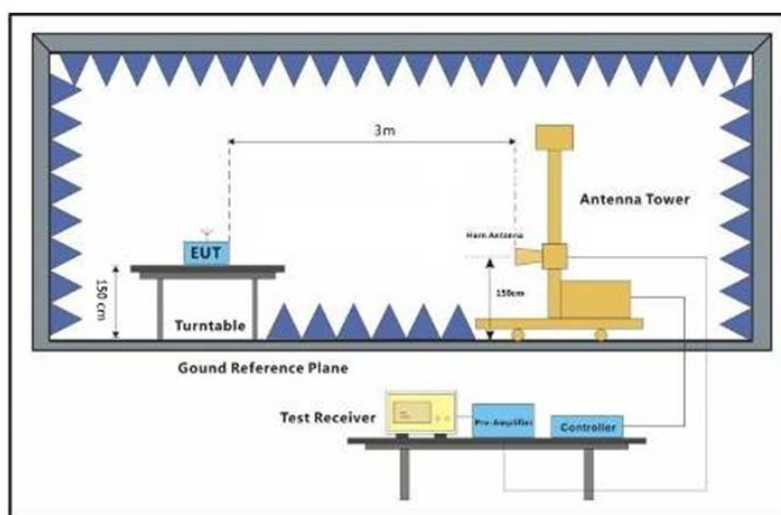 3m
Antenna Tower
Horn Antenna
EUT
150 cm
150cm
Turntable
Gound Reference Plane
Test Receiver
Pre-Amplifier
Controller